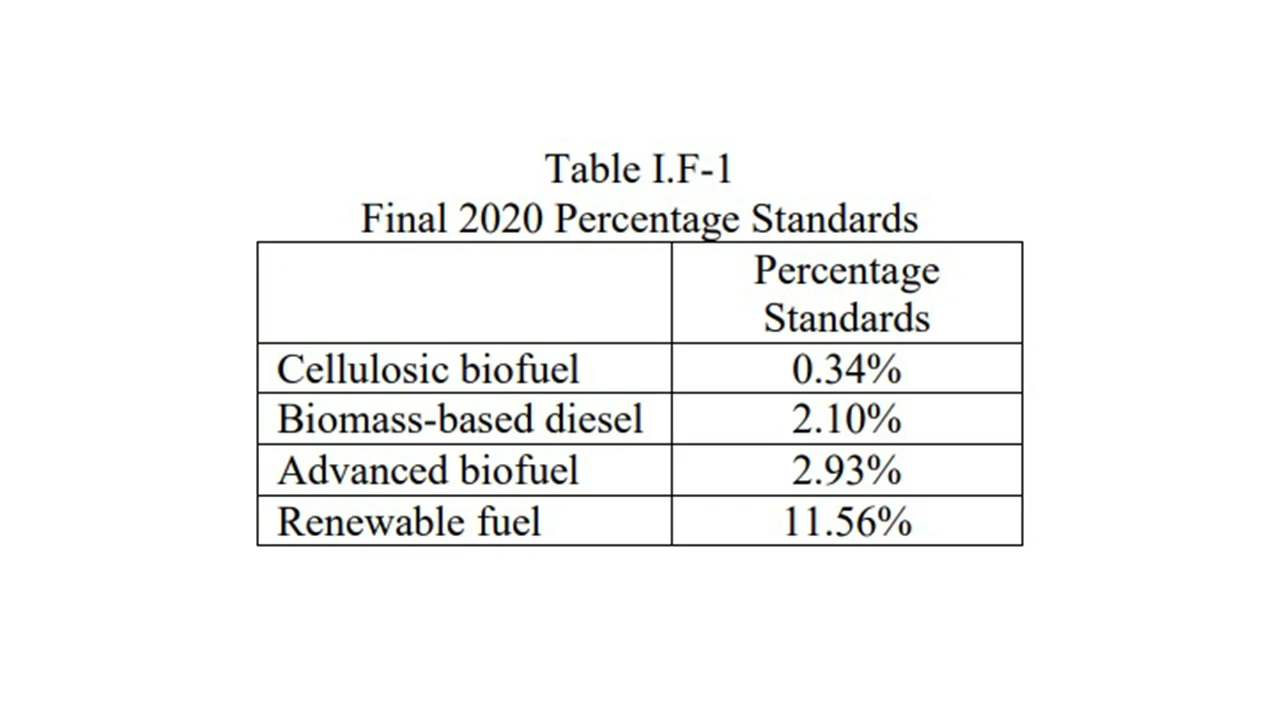 Table I.F-1
Final 2020 Percentage Standards
Percentage
Standards
Cellulosic biofuel 0.34%
Biomass-based diesel 2.10%
Advanced biofuel 2.93%
Renewable fuel 11.56%